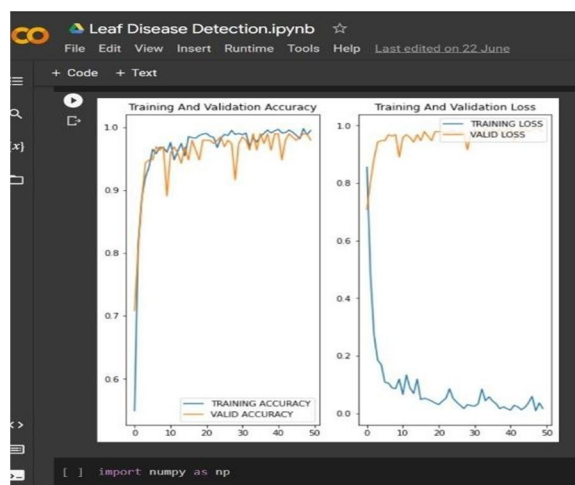 Leaf Disease Detection.ipynb
File Edit View Insert Runtime Tools Help Last edited on 22 June
+ Code + Text
Training And Validation Accuracy
1.0
0.9
0.8
0.7
0.6
TRAINING ACCURACY
VALID ACCURACY
0 10 20 30 40 50
Training And Validation Loss
TRAINING LOSS
VALID LOSS
1.0
0.8
0.6
0.4
0.2
0.0
0 10 20 30 40 50
{x}
<>
[ ] import numpy as np